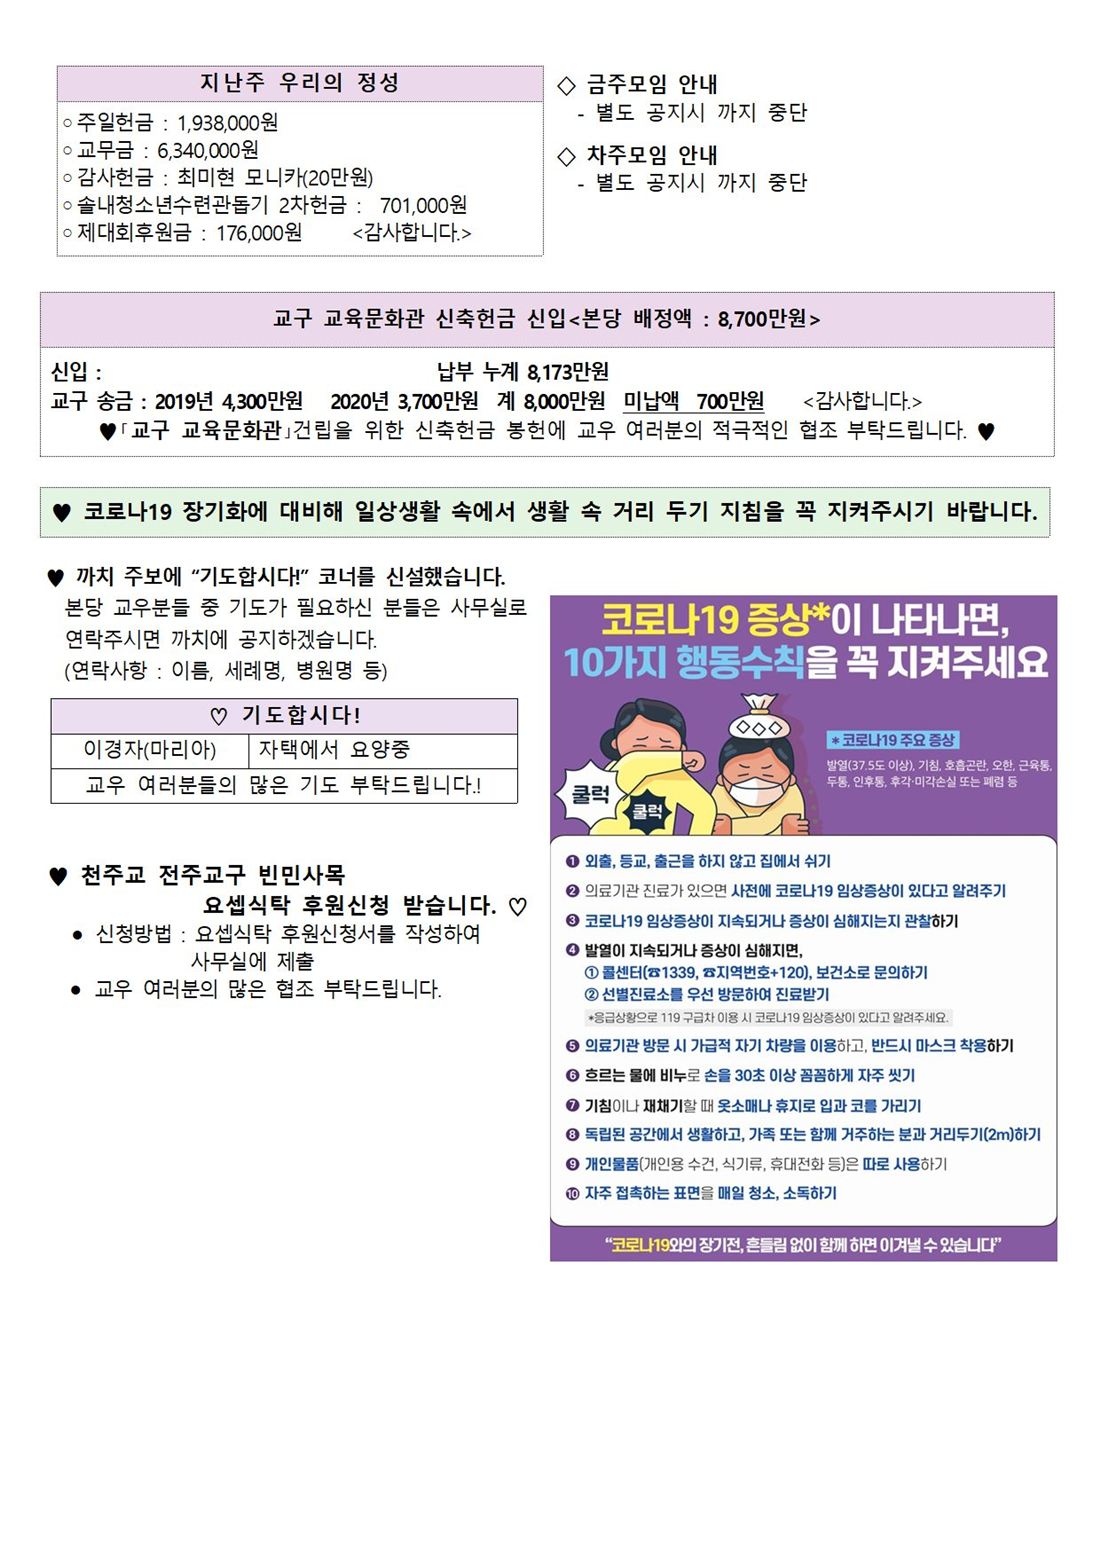 지난주 우리의 정성
○ 주일헌금 : 1,938,000원
○ 교무금 : 6,340,000원
○ 감사헌금 : 최미현 모니카(20만원)
○ 솔내청소년수련관돕기 2차헌금 : 701,000원
○ 제대회후원금 : 176,000원 <감사합니다.>
◇ 금주모임 안내
- 별도 공지시 까지 중단
◇ 차주모임 안내
- 별도 공지시 까지 중단
교구 교육문화관 신축헌금 신입<본당 배정액 : 8,700만원>
신입 : 납부 누계 8,173만원
교구 송금 : 2019년 4,300만원 2020년 3,700만원 계 8,000만원 미납액 700만원 <감사합니다.>
♥「교구 교육문화관」건립을 위한 신축헌금 봉헌에 교우 여러분의 적극적인 협조 부탁드립니다. ♥
♥ 코로나19 장기화에 대비해 일상생활 속에서 생활 속 거리 두기 지침을 꼭 지켜주시기 바랍니다.
♥ 까치 주보에 “기도합시다!” 코너를 신설했습니다.
본당 교우분들 중 기도가 필요하신 분들은 사무실로
연락주시면 까치에 공지하겠습니다.
(연락사항 : 이름, 세례명, 병원명 등)
♡ 기도합시다!
이경자(마리아) 자택에서 요양중
교우 여러분들의 많은 기도 부탁드립니다.!
♥ 천주교 전주교구 빈민사목
요셉식탁 후원신청 받습니다. ♡
● 신청방법 : 요셉식탁 후원신청서를 작성하여
사무실에 제출
● 교우 여러분의 많은 협조 부탁드립니다.
코로나19 증상*이 나타나면,
10가지 행동수칙을 꼭 지켜주세요
쿨럭
쿨럭
* 코로나19 주요 증상
발열(37.5도 이상), 기침, 호흡곤란, 오한, 근육통,
두통, 인후통, 후각·미각손실 또는 폐렴 등
❶ 외출, 등교, 출근을 하지 않고 집에서 쉬기
❷ 의료기관 진료가 있으면 사전에 코로나19 임상증상이 있다고 알려주기
❸ 코로나19 임상증상이 지속되거나 증상이 심해지는지 관찰하기
❹ 발열이 지속되거나 증상이 심해지면,
① 콜센터(☎1339, ☎지역번호+120), 보건소로 문의하기
② 선별진료소를 우선 방문하여 진료받기
*응급상황으로 119 구급차 이용 시 코로나19 임상증상이 있다고 알려주세요.
❺ 의료기관 방문 시 가급적 자기 차량을 이용하고, 반드시 마스크 착용하기
❻ 흐르는 물에 비누로 손을 30초 이상 꼼꼼하게 자주 씻기
❼ 기침이나 재채기할 때 옷소매나 휴지로 입과 코를 가리기
❽ 독립된 공간에서 생활하고, 가족 또는 함께 거주하는 분과 거리두기(2m)하기
❾ 개인물품(개인용 수건, 식기류, 휴대전화 등)은 따로 사용하기
❿ 자주 접촉하는 표면을 매일 청소, 소독하기
“코로나19와의 장기전, 흔들림 없이 함께 하면 이겨낼 수 있습니다”